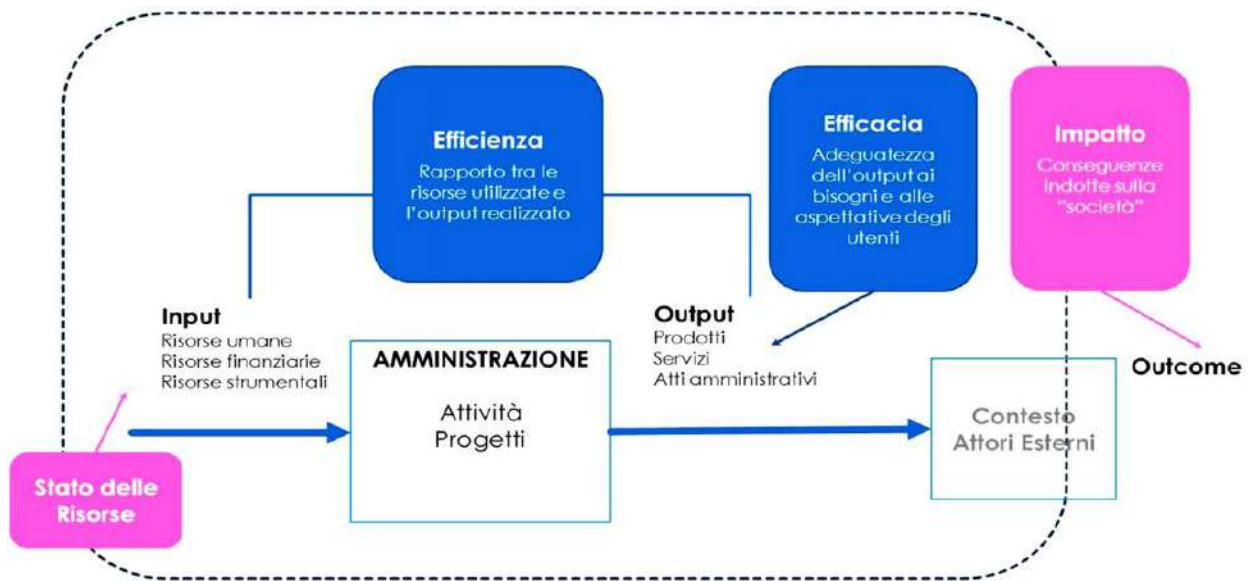 Efficienza
Rapporto tra le
risorse utilizzate e
l'output realizzato
Efficacia
Adeguatezza
dell'output ai
bisogni e alle
aspettative degli
utenti
Impatto
Conseguenze
indotte sulla
"società"
Input
Risorse umane
Risorse finanziarie
Risorse strumentali
AMMINISTRAZIONE
Attività
Progetti
Output
Prodotti
Servizi
Atti amministrativi
Outcome
Contesto
Attori Esterni
Stato delle
Risorse